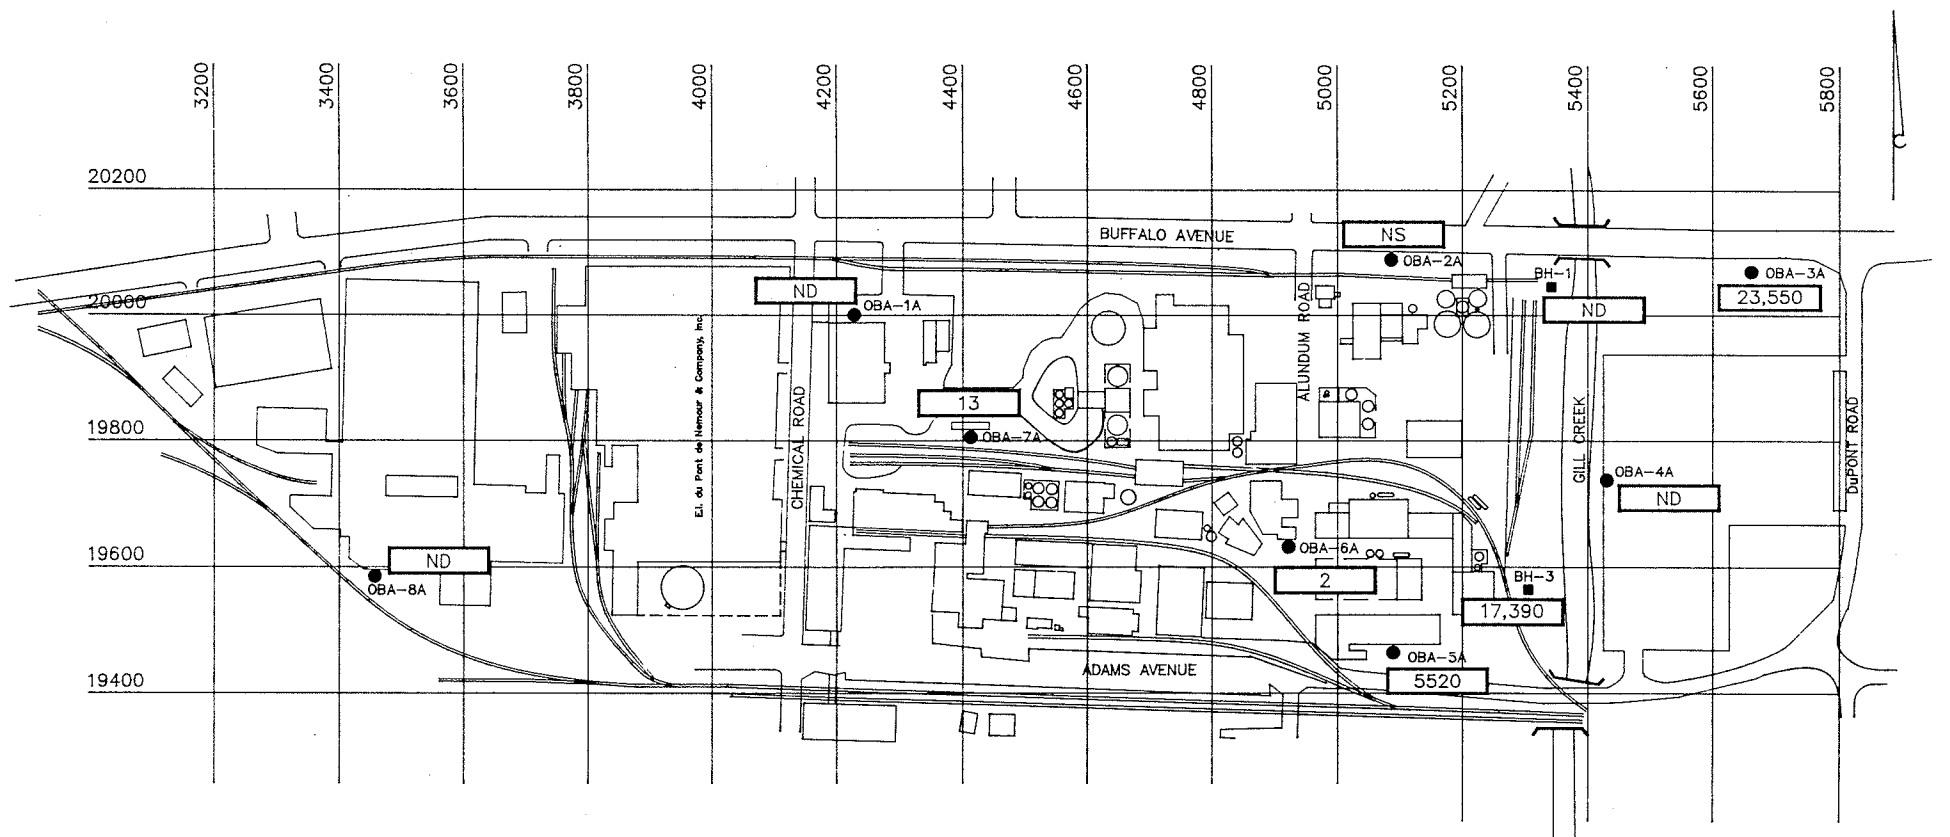 3200
3400
3600
3800
4000
4200
4400
4600
4800
5000
5200
5400
5600
5800
20200
BUFFALO AVENUE
NS
OBA-2A
BH-1
OBA-3A
23,550
ND
ND
OBA-1A
20000
ALUNDUM ROAD
E.I. du Pont de Nemour & Company, Inc.
CHEMICAL ROAD
13
OBA-7A
19800
GILL CREEK
DuPONT ROAD
OBA-4A
ND
19600
ND
OBA-8A
OBA-6A
2
BH-3
17,390
OBA-5A
5520
ADAMS AVENUE
19400